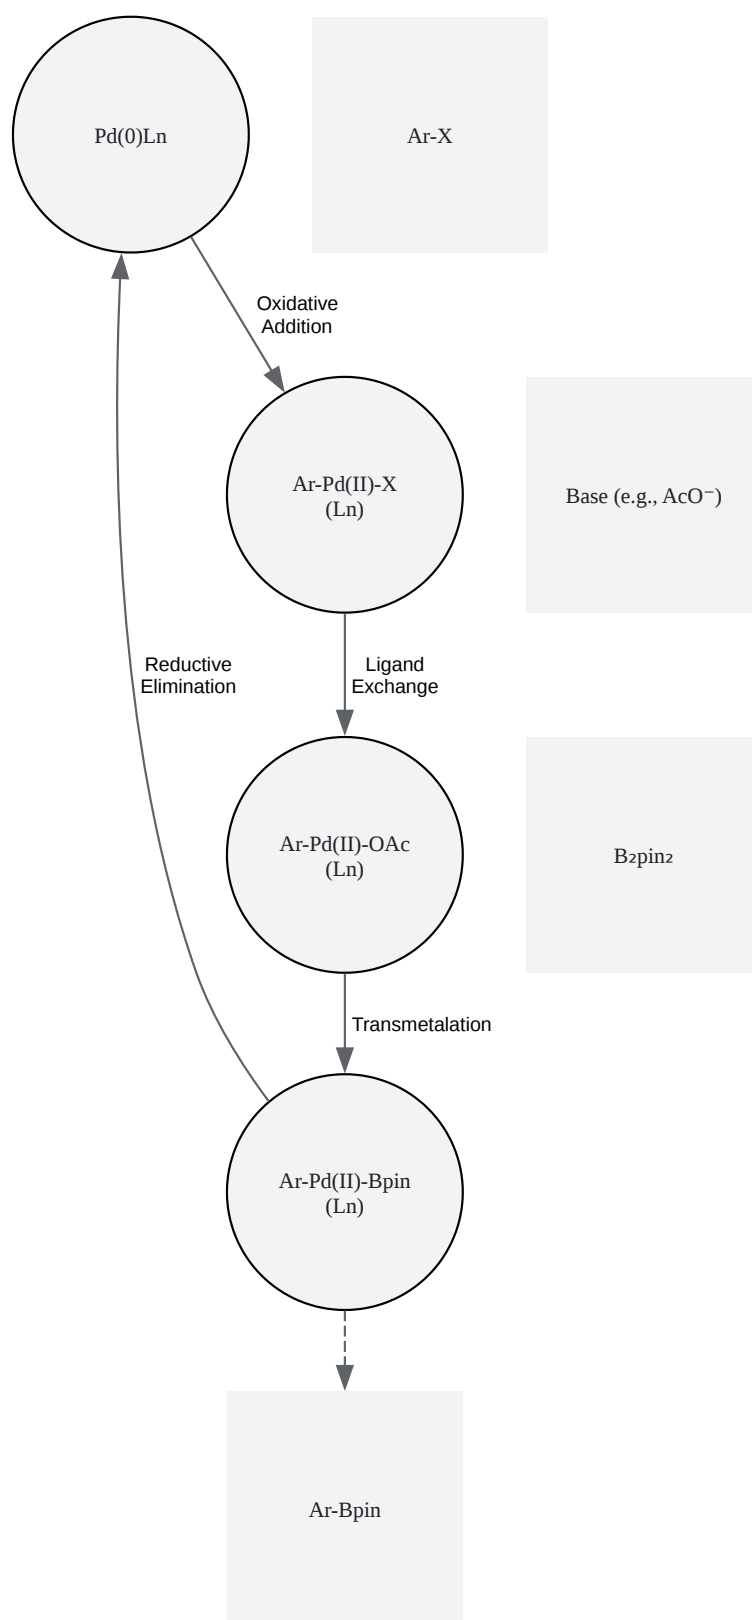 Pd(0)Ln
Ar-X
Oxidative
Addition
Ar-Pd(II)-X
(Ln)
Base (e.g., AcO⁻)
Reductive
Elimination
Ligand
Exchange
Ar-Pd(II)-OAc
(Ln)
B₂pin₂
Transmetalation
Ar-Pd(II)-Bpin
(Ln)
Ar-Bpin